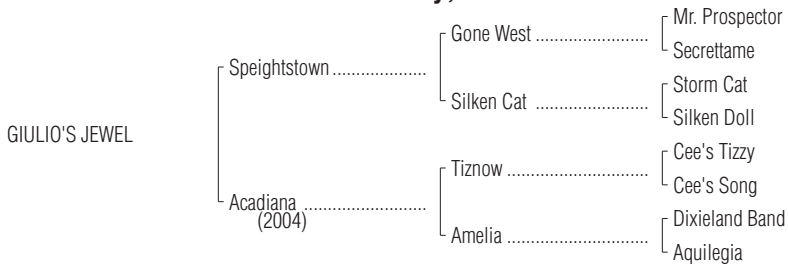 Mr. Prospector
Gone West ........................
Secrettame
Speightstown .....................
Storm Cat
Silken Cat ........................
Silken Doll
GIULIO'S JEWEL
Cee's Tizzy
Tiznow ..............................
Cee's Song
Acadiana ...........................
(2004)
Dixieland Band
Amelia ..............................
Aquilegia